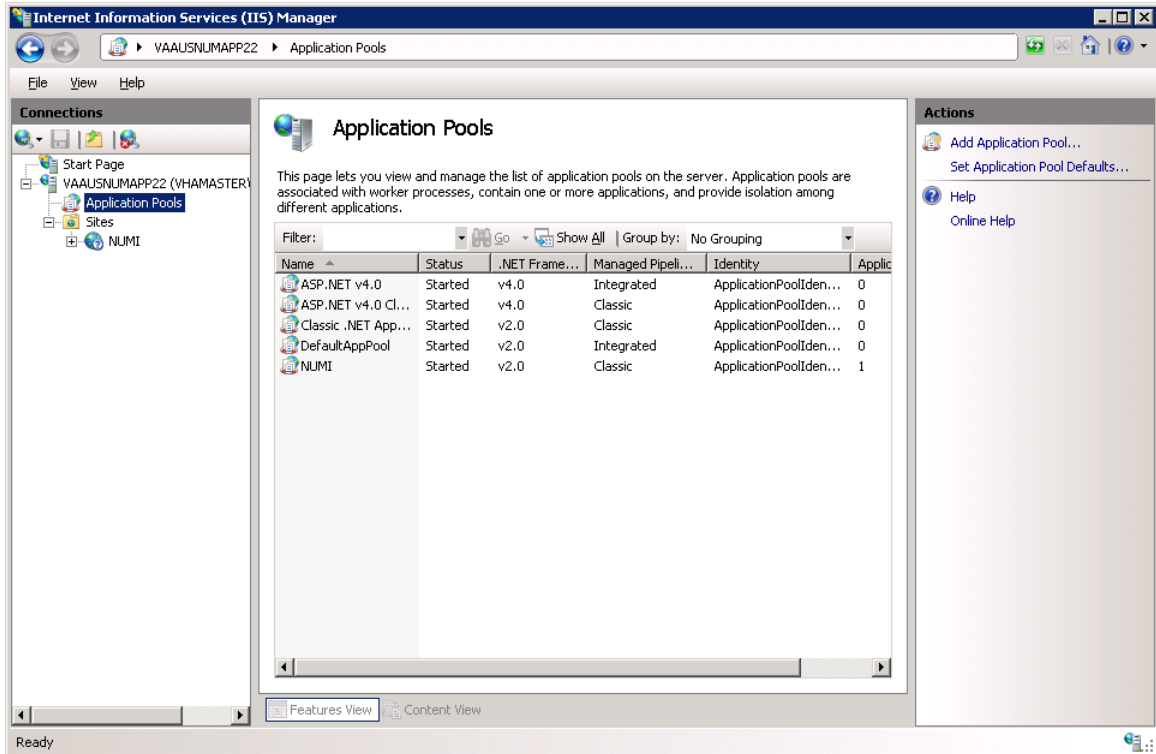 Internet Information Services (IIS) Manager
VAAUSNUMAPP22 Application Pools
File View Help
Connections
Start Page
VAAUSNUMAPP22 (VHAMASTER\
Application Pools
Sites
NUMI
Application Pools
This page lets you view and manage the list of application pools on the server. Application pools are
associated with worker processes, contain one or more applications, and provide isolation among
different applications.
Filter: Go Show All Group by: No Grouping
Name Status .NET Frame... Managed Pipeli... Identity Applic
ASP.NET v4.0 Started v4.0 Integrated ApplicationPoolIden... 0
ASP.NET v4.0 Cl... Started v4.0 Classic ApplicationPoolIden... 0
Classic .NET App... Started v2.0 Classic ApplicationPoolIden... 0
DefaultAppPool Started v2.0 Integrated ApplicationPoolIden... 0
NUMI Started v2.0 Classic ApplicationPoolIden... 1
Features View Content View
Actions
Add Application Pool...
Set Application Pool Defaults...
Help
Online Help
Ready